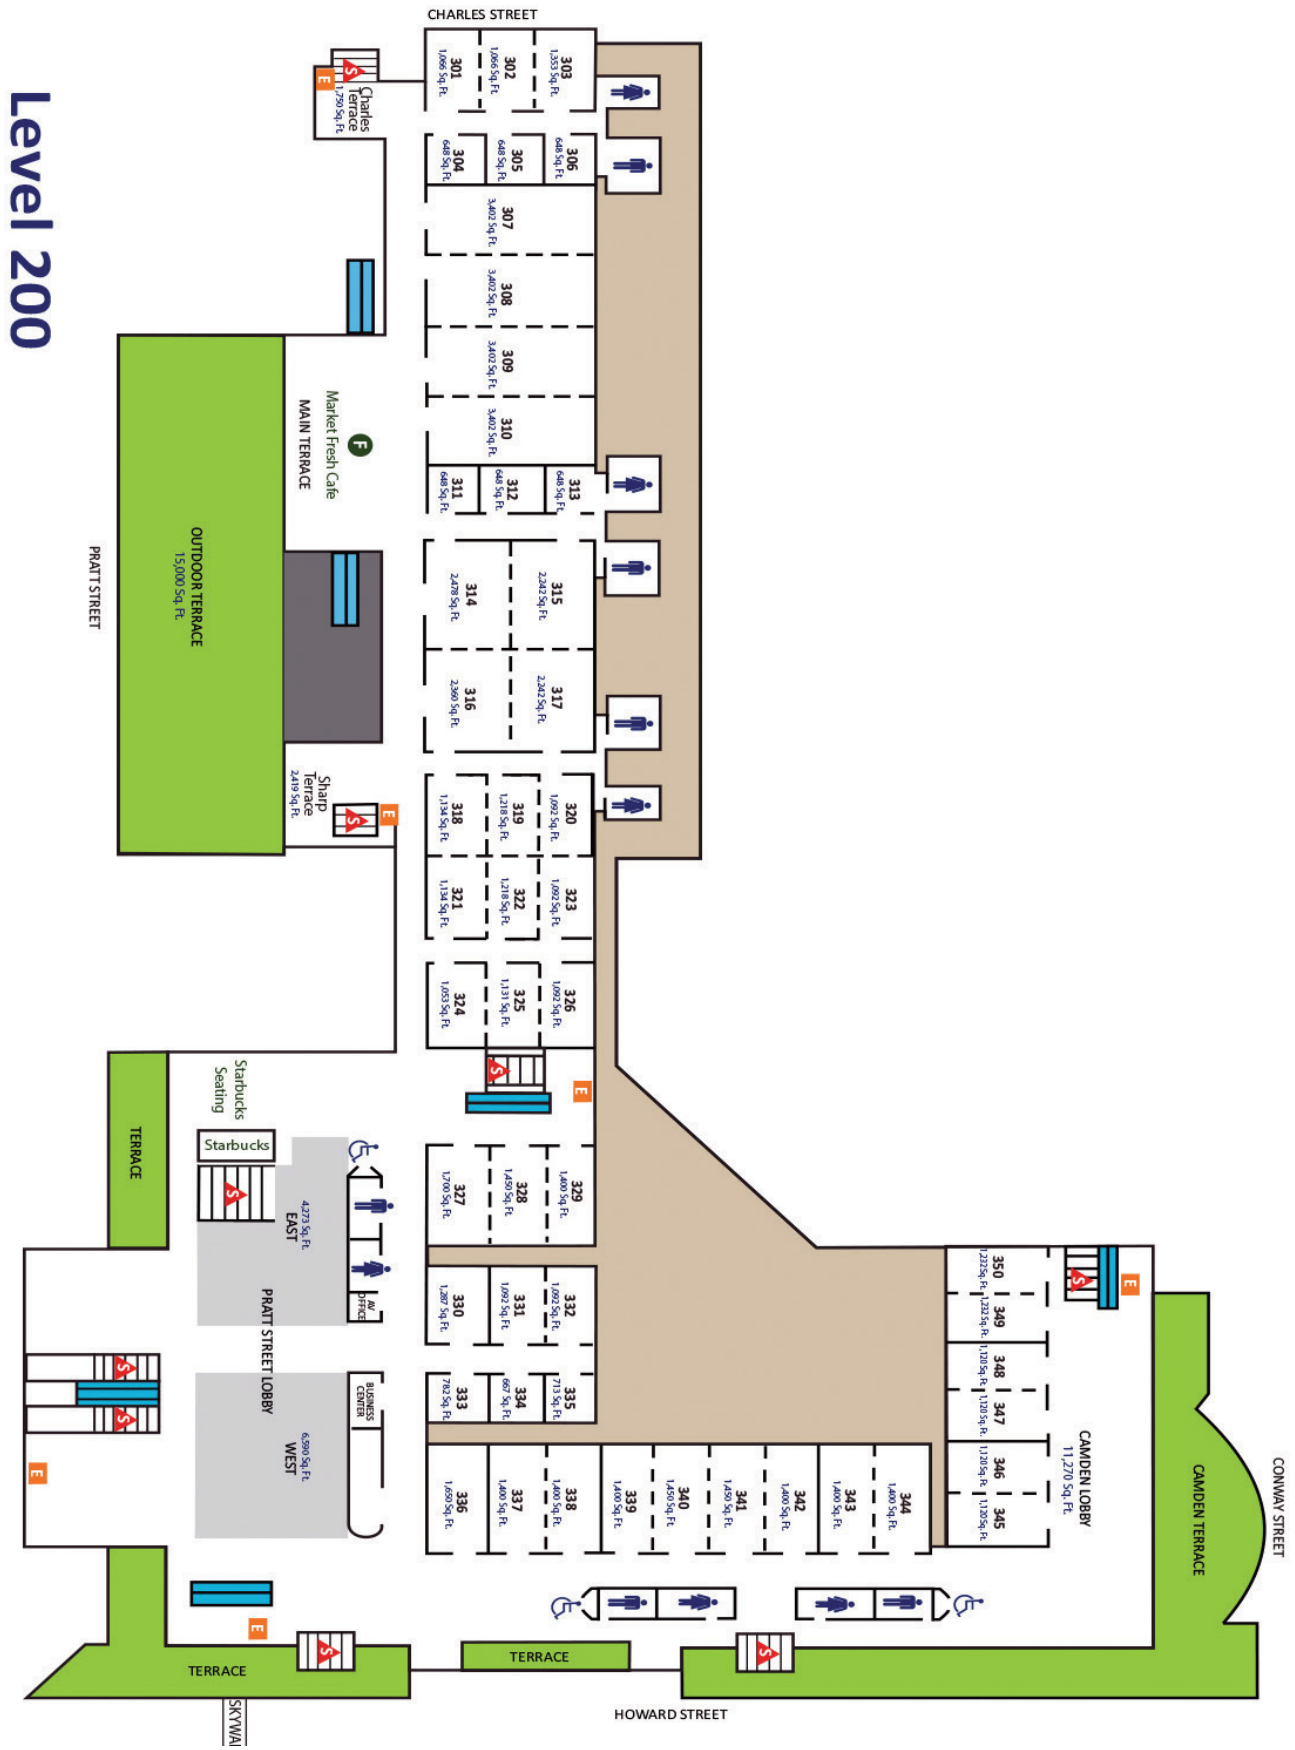 Level 200
CHARLES STREET
301
1,066 Sq. Ft.
302
1,066 Sq. Ft.
303
1,353 Sq. Ft.
E
S
Charles
Terrace
1,750 Sq. Ft.
304
648 Sq. Ft.
305
648 Sq. Ft.
306
648 Sq. Ft.
307
3,402 Sq. Ft.
308
3,402 Sq. Ft.
309
3,402 Sq. Ft.
310
3,402 Sq. Ft.
F
Market Fresh Cafe
MAIN TERRACE
311
648 Sq. Ft.
312
648 Sq. Ft.
313
648 Sq. Ft.
OUTDOOR TERRACE
15,000 Sq. Ft.
PRATT STREET
314
2,478 Sq. Ft.
315
2,242 Sq. Ft.
316
2,360 Sq. Ft.
317
2,242 Sq. Ft.
Sharp
Terrace
2,419 Sq. Ft.
S
E
318
1,134 Sq. Ft.
319
1,218 Sq. Ft.
320
1,092 Sq. Ft.
321
1,134 Sq. Ft.
322
1,218 Sq. Ft.
323
1,092 Sq. Ft.
324
1,053 Sq. Ft.
325
1,131 Sq. Ft.
326
1,092 Sq. Ft.
S
E
Starbucks
Seating
Starbucks
S
TERRACE
327
1,700 Sq. Ft.
328
1,450 Sq. Ft.
329
1,400 Sq. Ft.
EAST
4,273 Sq. Ft.
AV
OFFICE
PRATT STREET LOBBY
330
1,287 Sq. Ft.
331
1,092 Sq. Ft.
332
1,092 Sq. Ft.
333
782 Sq. Ft.
334
667 Sq. Ft.
335
713 Sq. Ft.
BUSINESS
CENTER
WEST
6,590 Sq. Ft.
S
S
E
336
1,650 Sq. Ft.
337
1,400 Sq. Ft.
338
1,400 Sq. Ft.
339
1,400 Sq. Ft.
340
1,450 Sq. Ft.
341
1,450 Sq. Ft.
342
1,400 Sq. Ft.
343
1,400 Sq. Ft.
344
1,400 Sq. Ft.
350
1,232 Sq. Ft.
349
1,232 Sq. Ft.
348
1,120 Sq. Ft.
347
1,120 Sq. Ft.
346
1,120 Sq. Ft.
345
1,120 Sq. Ft.
S
E
CAMDEN LOBBY
11,270 Sq. Ft.
CAMDEN TERRACE
CONWAY STREET
E
S
S
TERRACE
TERRACE
SKYWA
HOWARD STREET